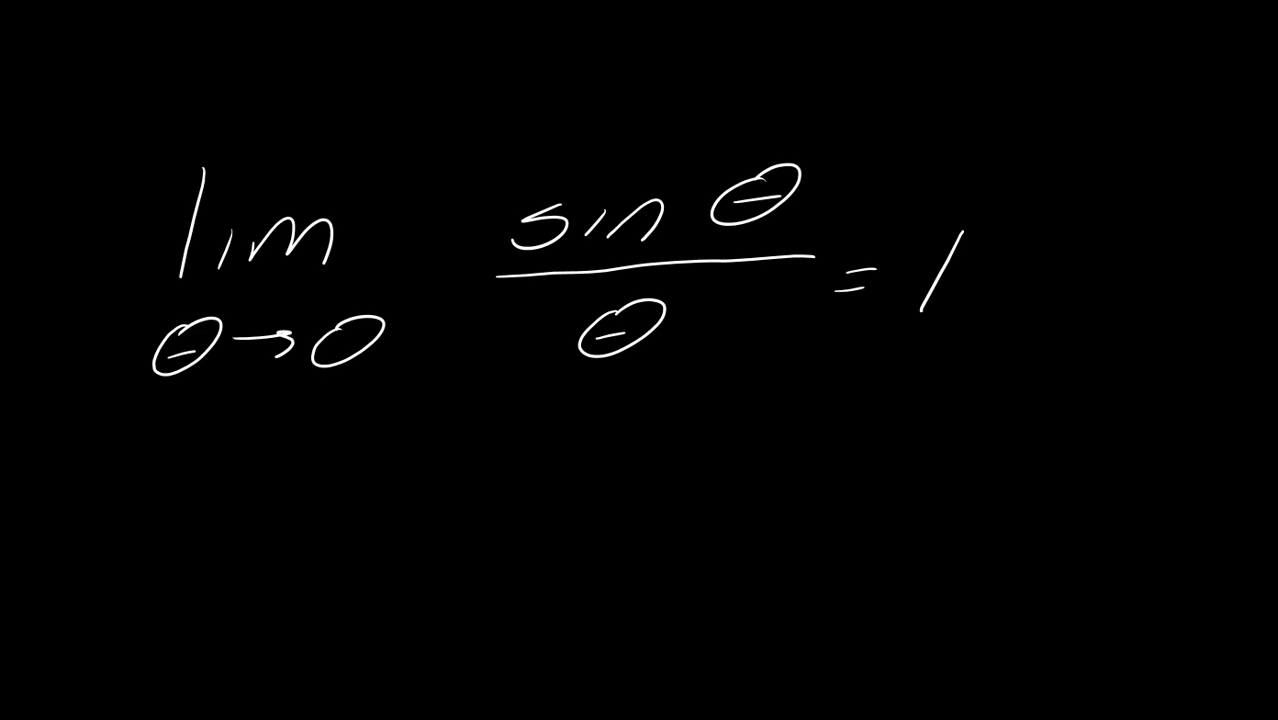 lim sin θ / θ = 1
θ→0